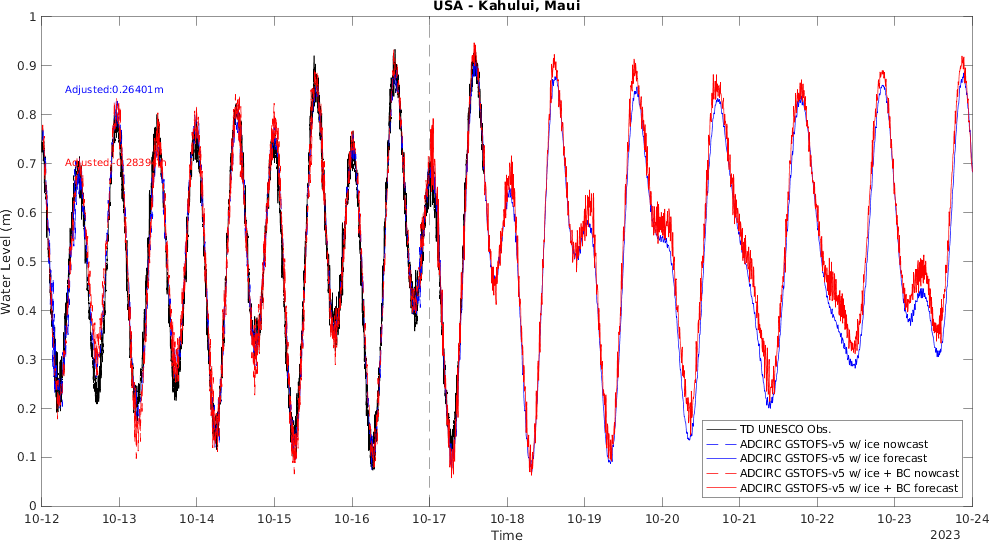 USA - Kahului, Maui
Water Level (m)
1
0.9
0.8
0.7
0.6
0.5
0.4
0.3
0.2
0.1
0
Adjusted:0.26401m
TD UNESCO Obs.
ADCIRC GSTOFS-v5 w/ ice nowcast
ADCIRC GSTOFS-v5 w/ ice forecast
ADCIRC GSTOFS-v5 w/ ice + BC nowcast
ADCIRC GSTOFS-v5 w/ ice + BC forecast
10-12 10-13 10-14 10-15 10-16 10-17 10-18 10-19 10-20 10-21 10-22 10-23 10-24
Time
2023